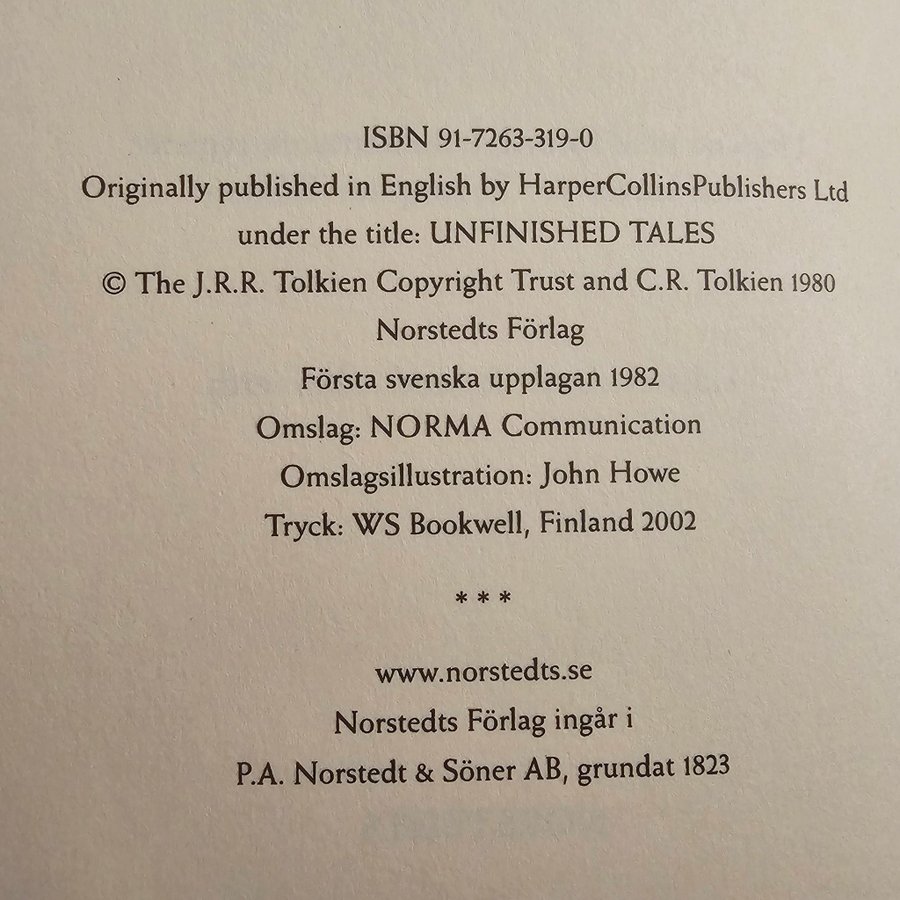 ISBN 91-7263-319-0
Originally published in English by HarperCollinsPublishers Ltd
under the title: UNFINISHED TALES
© The J.R.R. Tolkien Copyright Trust and C.R. Tolkien 1980
Norstedts Förlag
Första svenska upplagan 1982
Omslag: NORMA Communication
Omslagsillustration: John Howe
Tryck: WS Bookwell, Finland 2002
* * *
www.norstedts.se
Norstedts Förlag ingår i
P.A. Norstedt & Söner AB, grundat 1823